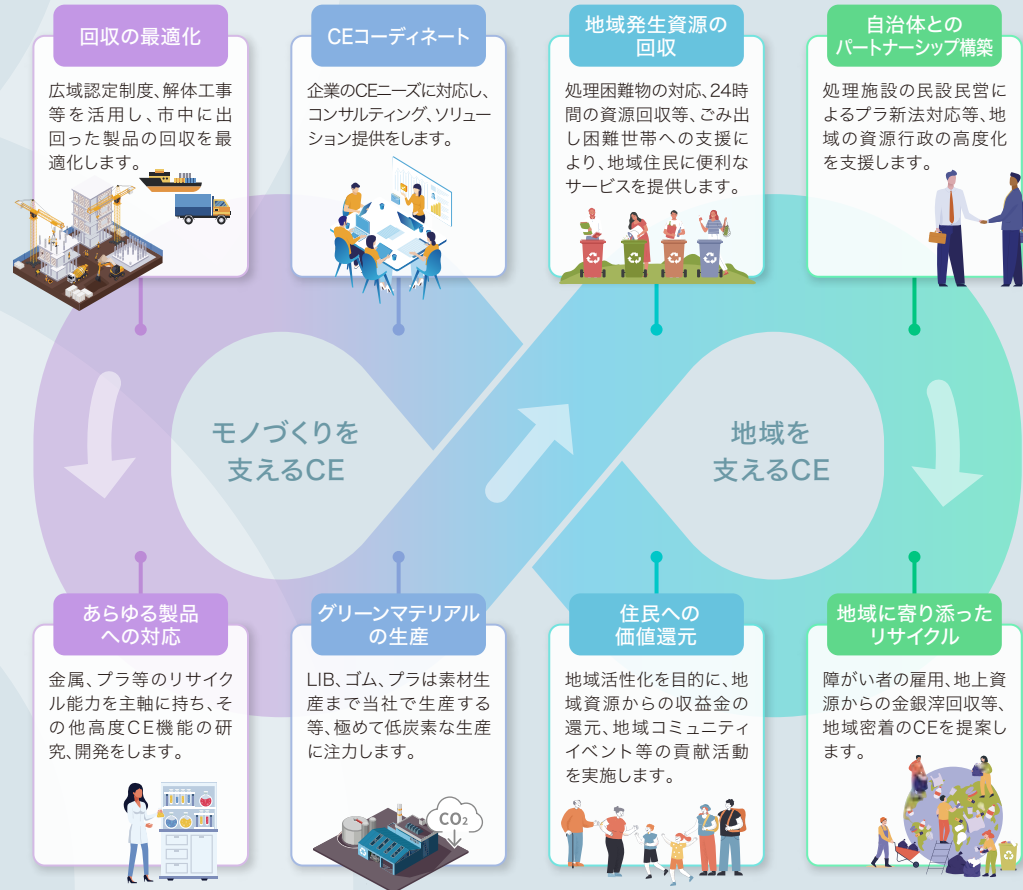 回収の最適化
広域認定制度、解体工事
等を活用し、市中に出
回った製品の回収を最
適化します。
CEコーディネート
企業のCEニーズに対応し、
コンサルティング、ソリュー
ション提供をします。
地域発生資源の
回収
処理困難物の対応、24時
間の資源回収等、ごみ出
し困難世帯への支援に
より、地域住民に便利な
サービスを提供します。
自治体との
パートナーシップ構築
処理施設の民設民営に
よるプラ新法対応等、地
域の資源行政の高度化
を支援します。
モノづくりを
支えるCE
地域を
支えるCE
あらゆる製品
への対応
金属、プラ等のリサイク
ル能力を主軸に持ち、そ
の他高度CE機能の研
究、開発をします。
グリーンマテリアル
の生産
LIB、ゴム、プラは素材生
産まで当社で生産する
等、極めて低炭素な生産
に注力します。
CO₂
住民への
価値還元
地域活性化を目的に、地
域資源からの収益金の
還元、地域コミュニティ
イベント等の貢献活動
を実施します。
地域に寄り添った
リサイクル
障がい者の雇用、地上資
源からの金銀滓回収等、
地域密着のCEを提案し
ます。